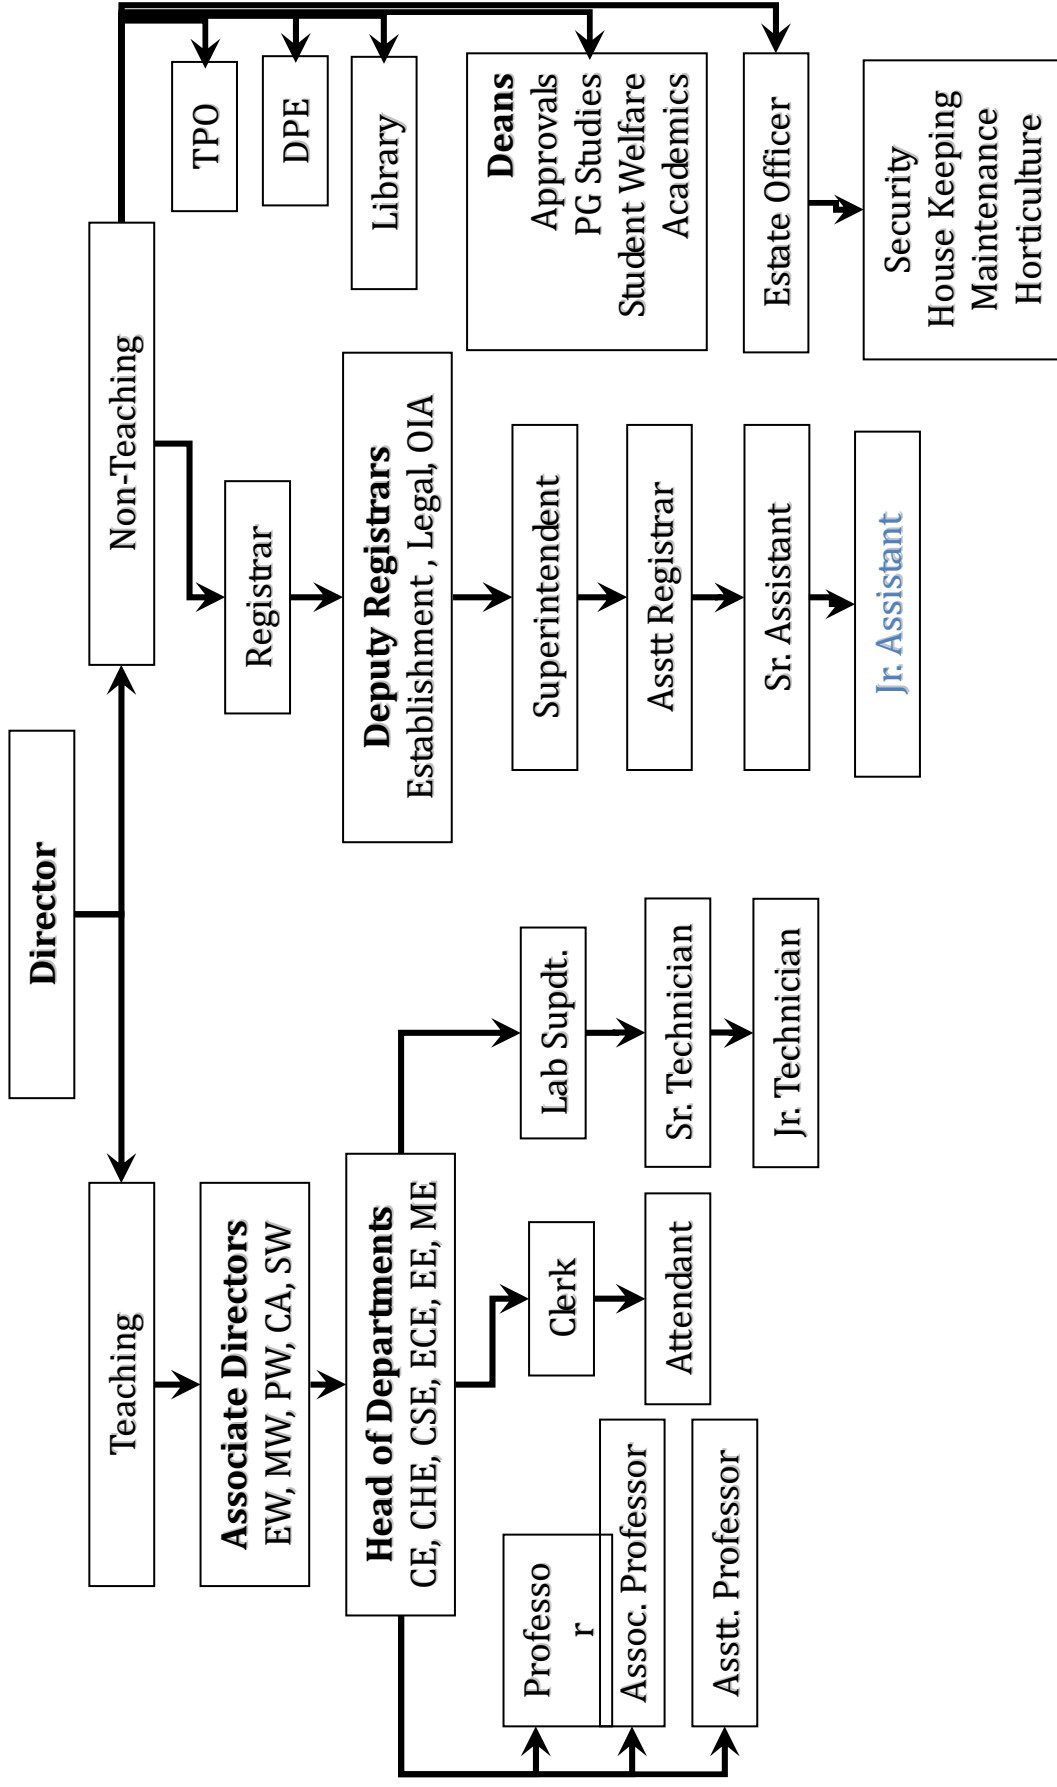 Director
Teaching
Non-Teaching
Associate Directors
EW, MW, PW, CA, SW
Head of Departments
CE, CHE, CSE, ECE, EE, ME
Professo
r
Assoc. Professor
Asstt. Professor
Clerk
Attendant
Lab Supdt.
Sr. Technician
Jr. Technician
Registrar
Deputy Registrars
Establishment , Legal, OIA
Superintendent
Asstt Registrar
Sr. Assistant
Jr. Assistant
TPO
DPE
Library
Deans
Approvals
PG Studies
Student Welfare
Academics
Estate Officer
Security
House Keeping
Maintenance
Horticulture